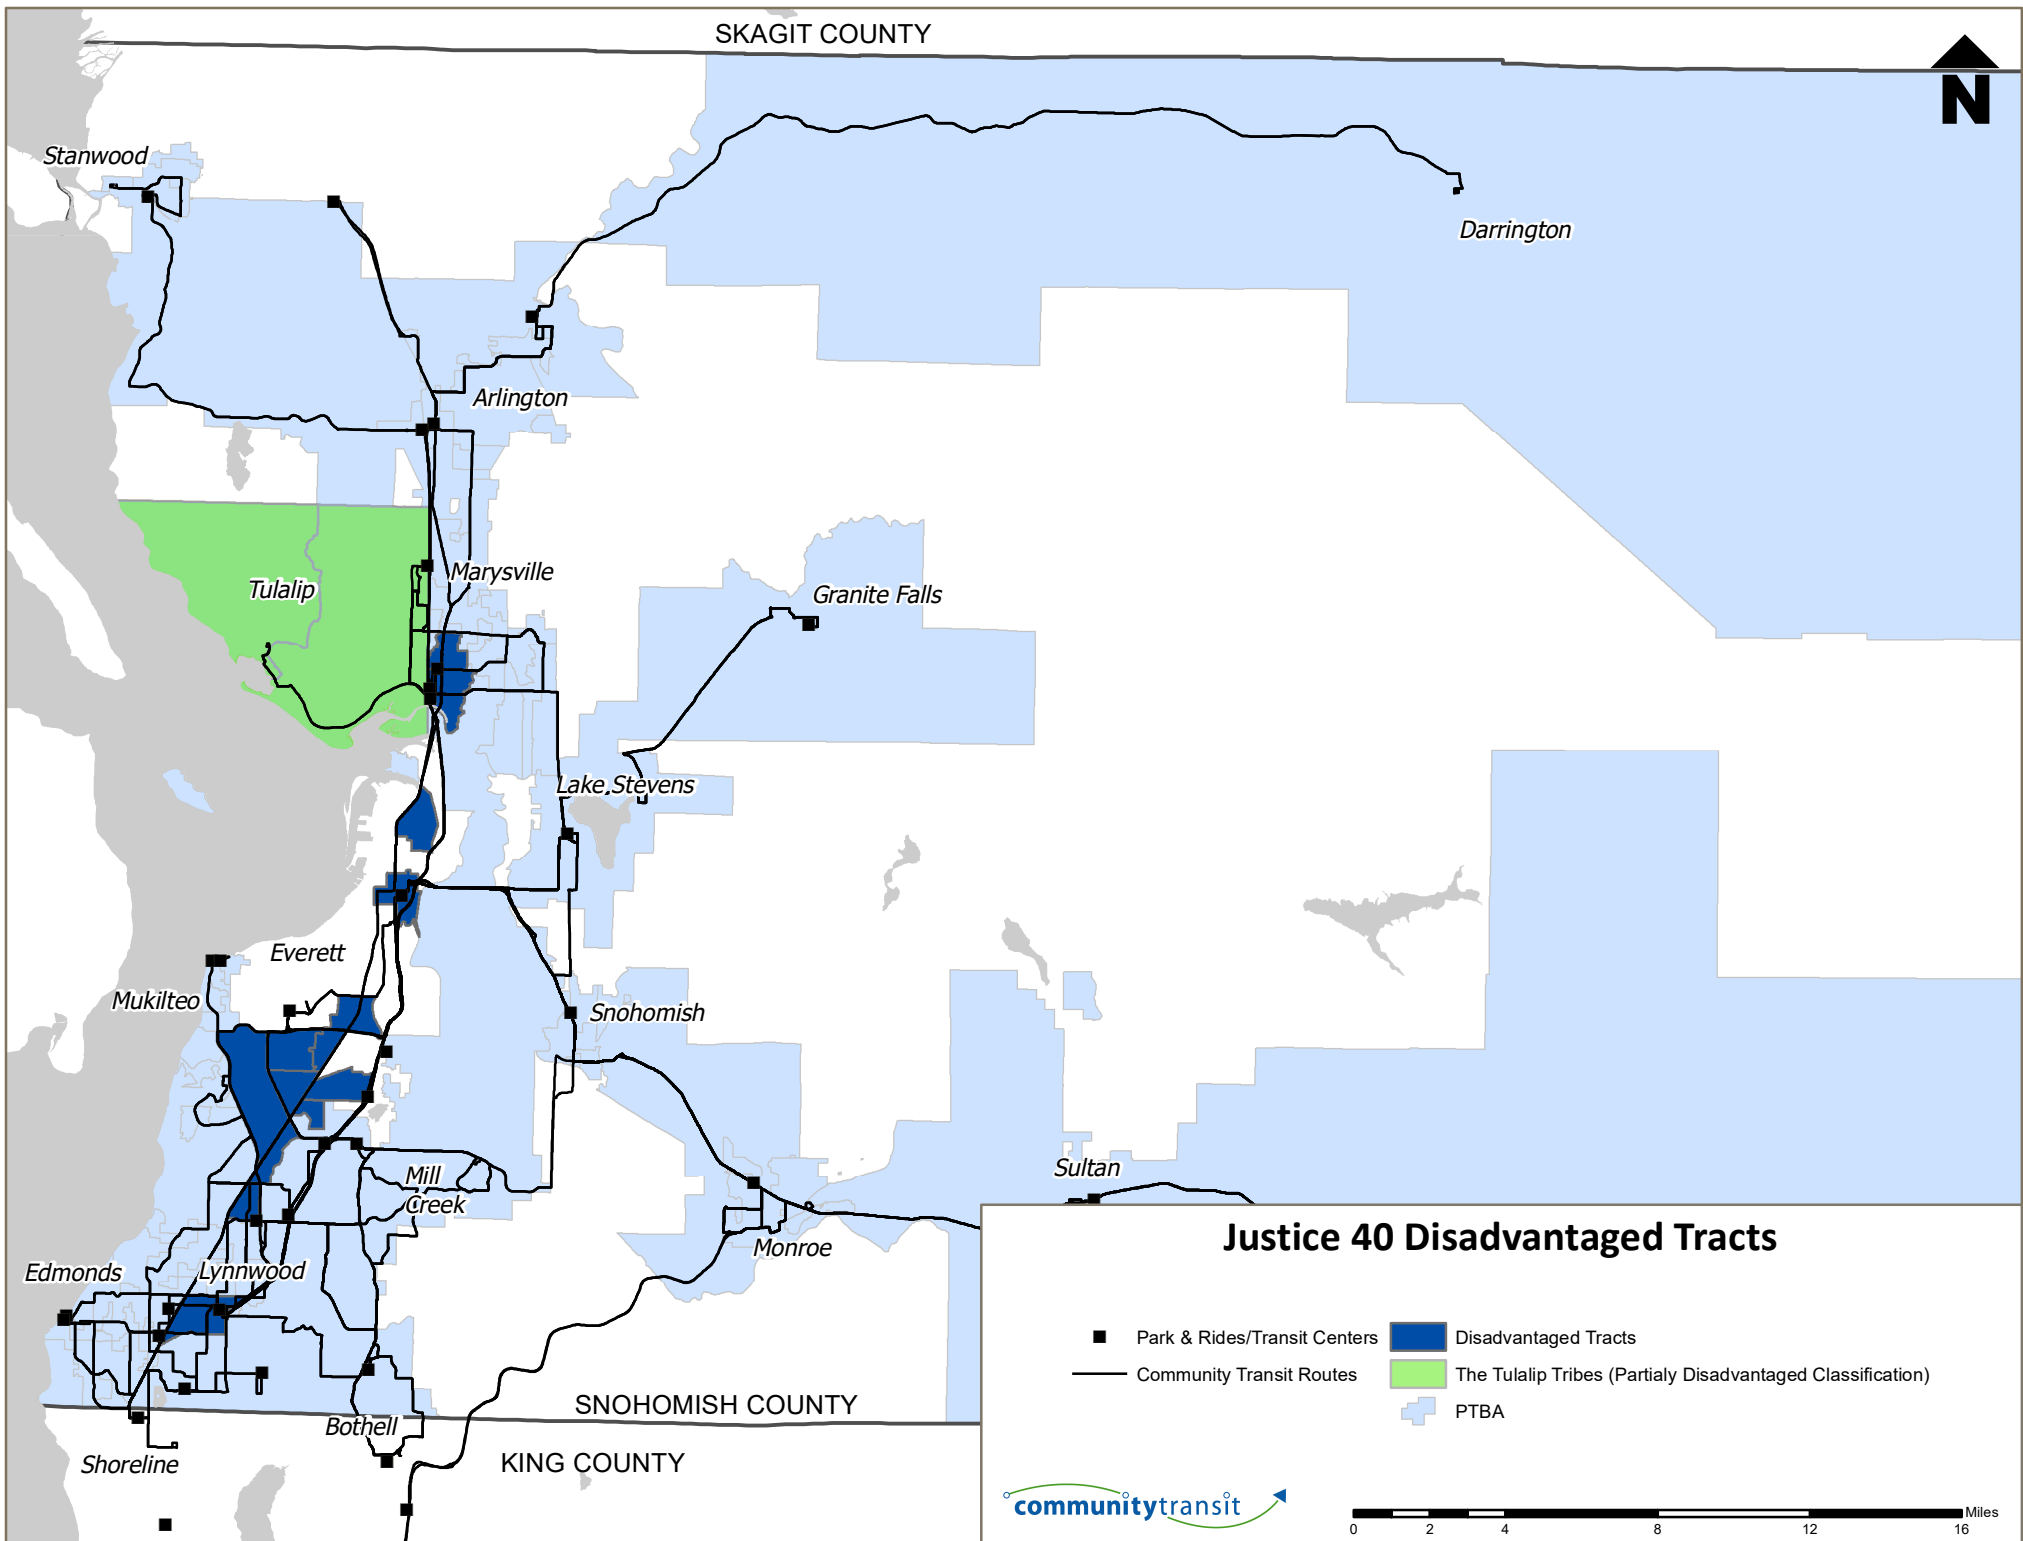 SKAGIT COUNTY
N
Stanwood
Darrington
Arlington
Marysville
Tulalip
Granite Falls
Lake Stevens
Everett
Mukilteo
Snohomish
Mill
Creek
Sultan
Monroe
Edmonds
Lynnwood
SNOHOMISH COUNTY
Bothell
KING COUNTY
Shoreline
Justice 40 Disadvantaged Tracts
Park & Rides/Transit Centers
Disadvantaged Tracts
Community Transit Routes
The Tulalip Tribes (Partialy Disadvantaged Classification)
PTBA
communitytransit
Miles
0 2 4 8 12 16